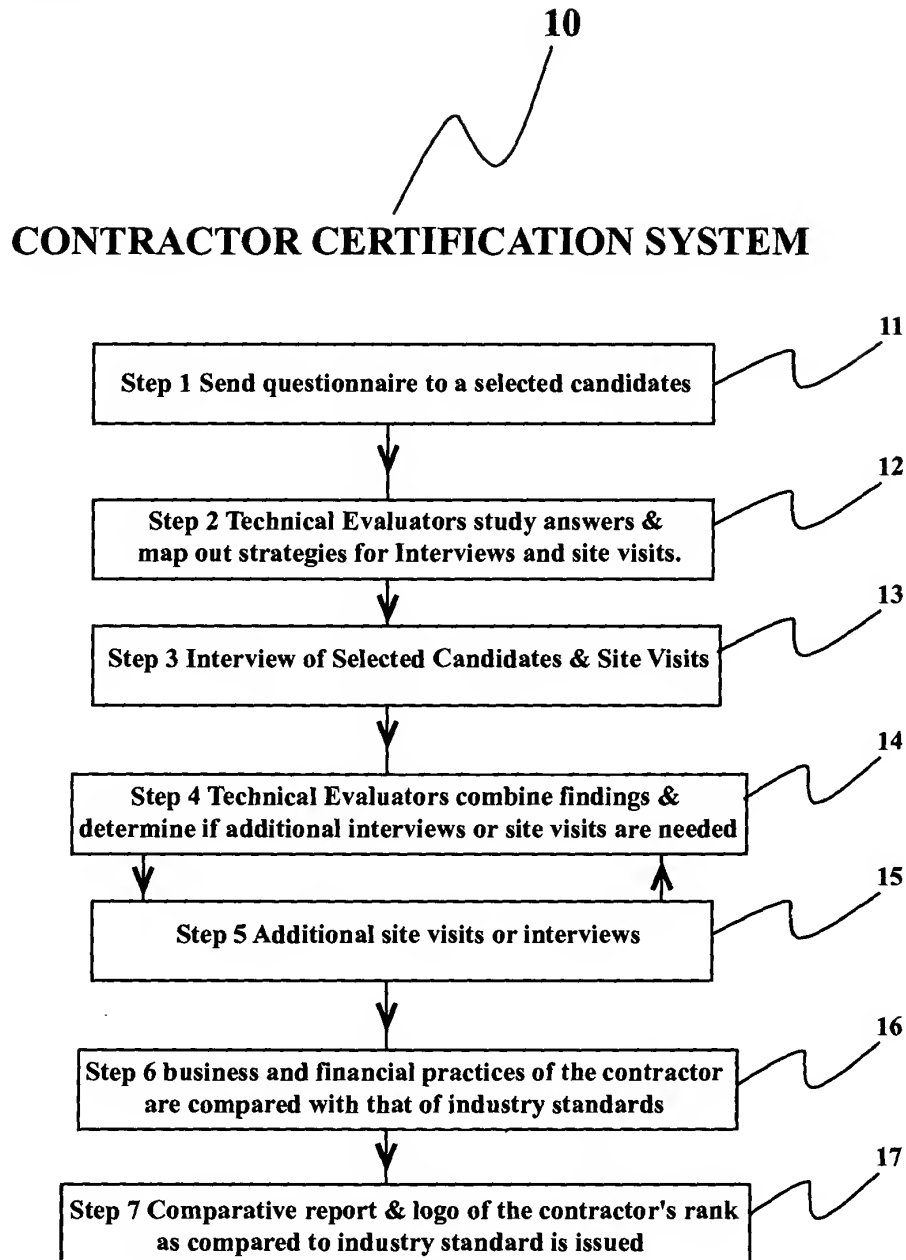 10
CONTRACTOR CERTIFICATION SYSTEM
11
Step 1 Send questionnaire to a selected candidates
12
Step 2 Technical Evaluators study answers &
map out strategies for Interviews and site visits.
13
Step 3 Interview of Selected Candidates & Site Visits
14
Step 4 Technical Evaluators combine findings &
determine if additional interviews or site visits are needed
15
Step 5 Additional site visits or interviews
16
Step 6 business and financial practices of the contractor
are compared with that of industry standards
17
Step 7 Comparative report & logo of the contractor's rank
as compared to industry standard is issued